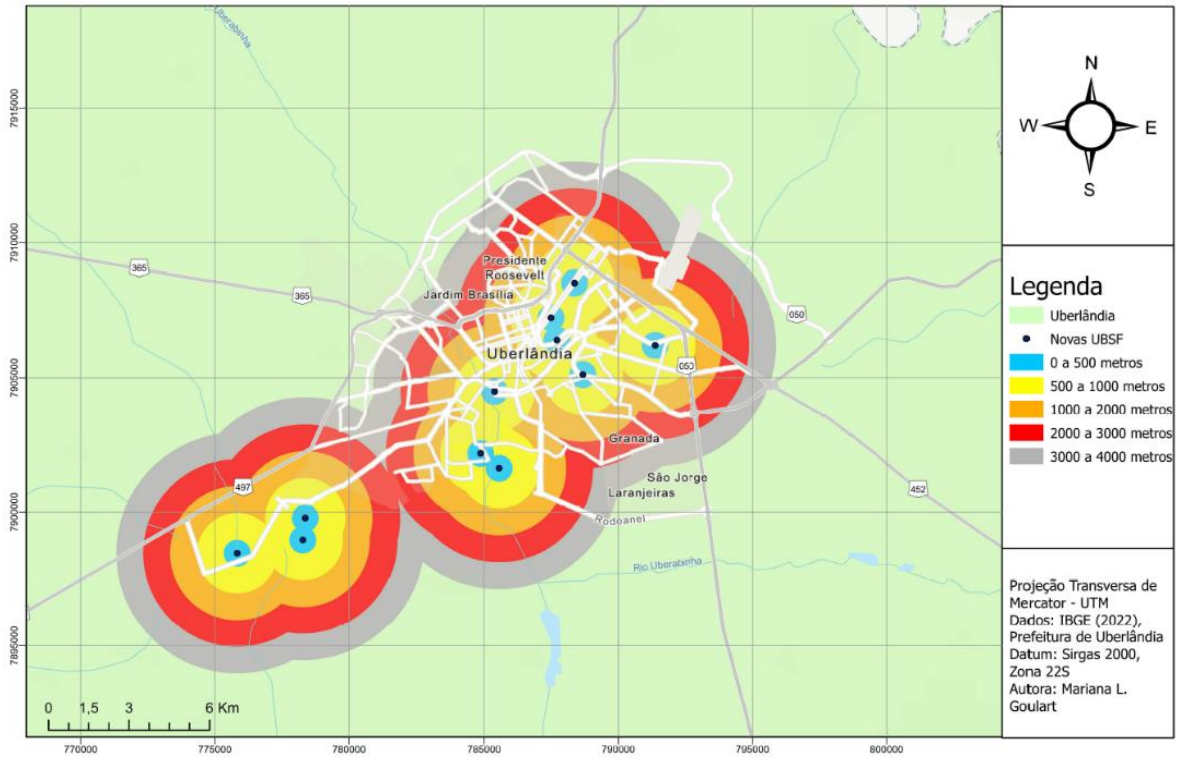 Uberabinha
7915000
7910000
7905000
7900000
7895000
365
365
Presidente
Roosevelt
Jardim Brasília
Uberlândia
050
050
Granada
São Jorge
Laranjeiras
497
452
Rodoanel
Rio Uberabinha
0 1,5 3 6 Km
770000 775000 780000 785000 790000 795000 800000
N
W E
S
Legenda
Uberlândia
Novas UBSF
0 a 500 metros
500 a 1000 metros
1000 a 2000 metros
2000 a 3000 metros
3000 a 4000 metros
Projeção Transversa de
Mercator - UTM
Dados: IBGE (2022),
Prefeitura de Uberlândia
Datum: Sirgas 2000,
Zona 22S
Autora: Mariana L.
Goulart